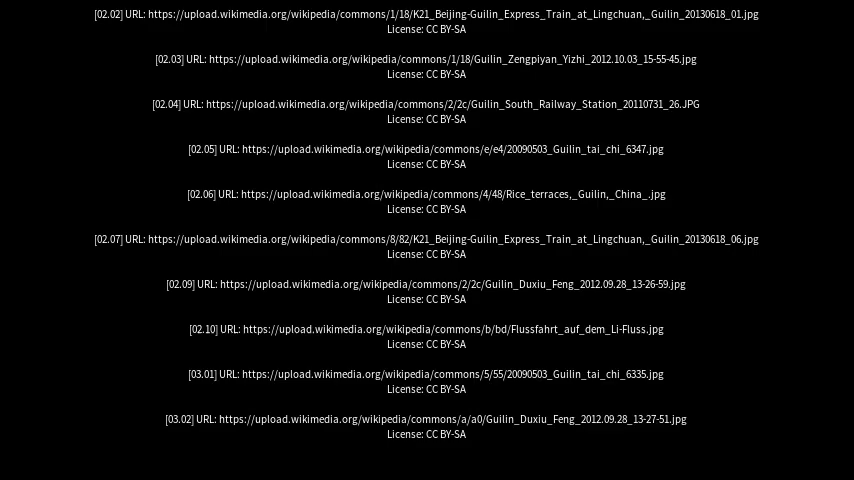 [02.02] URL: https://upload.wikimedia.org/wikipedia/commons/1/18/K21_Beijing-Guilin_Express_Train_at_Lingchuan,_Guilin_20130618_01.jpg
License: CC BY-SA
[02.03] URL: https://upload.wikimedia.org/wikipedia/commons/1/18/Guilin_Zengpiyan_Yizhi_2012.10.03_15-55-45.jpg
License: CC BY-SA
[02.04] URL: https://upload.wikimedia.org/wikipedia/commons/2/2c/Guilin_South_Railway_Station_20110731_26.JPG
License: CC BY-SA
[02.05] URL: https://upload.wikimedia.org/wikipedia/commons/e/e4/20090503_Guilin_tai_chi_6347.jpg
License: CC BY-SA
[02.06] URL: https://upload.wikimedia.org/wikipedia/commons/4/48/Rice_terraces,_Guilin,_China_.jpg
License: CC BY-SA
[02.07] URL: https://upload.wikimedia.org/wikipedia/commons/8/82/K21_Beijing-Guilin_Express_Train_at_Lingchuan,_Guilin_20130618_06.jpg
License: CC BY-SA
[02.09] URL: https://upload.wikimedia.org/wikipedia/commons/2/2c/Guilin_Duxiu_Feng_2012.09.28_13-26-59.jpg
License: CC BY-SA
[02.10] URL: https://upload.wikimedia.org/wikipedia/commons/b/bd/Flussfahrt_auf_dem_Li-Fluss.jpg
License: CC BY-SA
[03.01] URL: https://upload.wikimedia.org/wikipedia/commons/5/55/20090503_Guilin_tai_chi_6335.jpg
License: CC BY-SA
[03.02] URL: https://upload.wikimedia.org/wikipedia/commons/a/a0/Guilin_Duxiu_Feng_2012.09.28_13-27-51.jpg
License: CC BY-SA